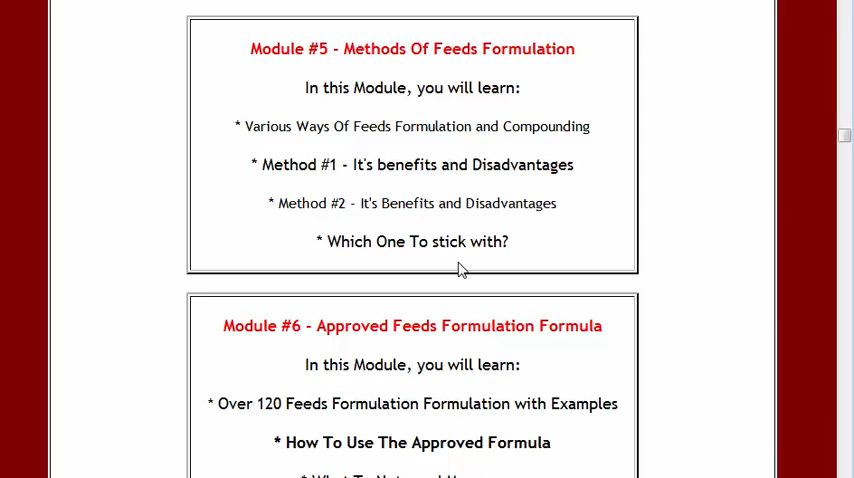 Module #5 - Methods Of Feeds Formulation
In this Module, you will learn:
* Various Ways Of Feeds Formulation and Compounding
* Method #1 - It's benefits and Disadvantages
* Method #2 - It's Benefits and Disadvantages
* Which One To stick with?
Module #6 - Approved Feeds Formulation Formula
In this Module, you will learn:
* Over 120 Feeds Formulation Formulation with Examples
* How To Use The Approved Formula
* What To